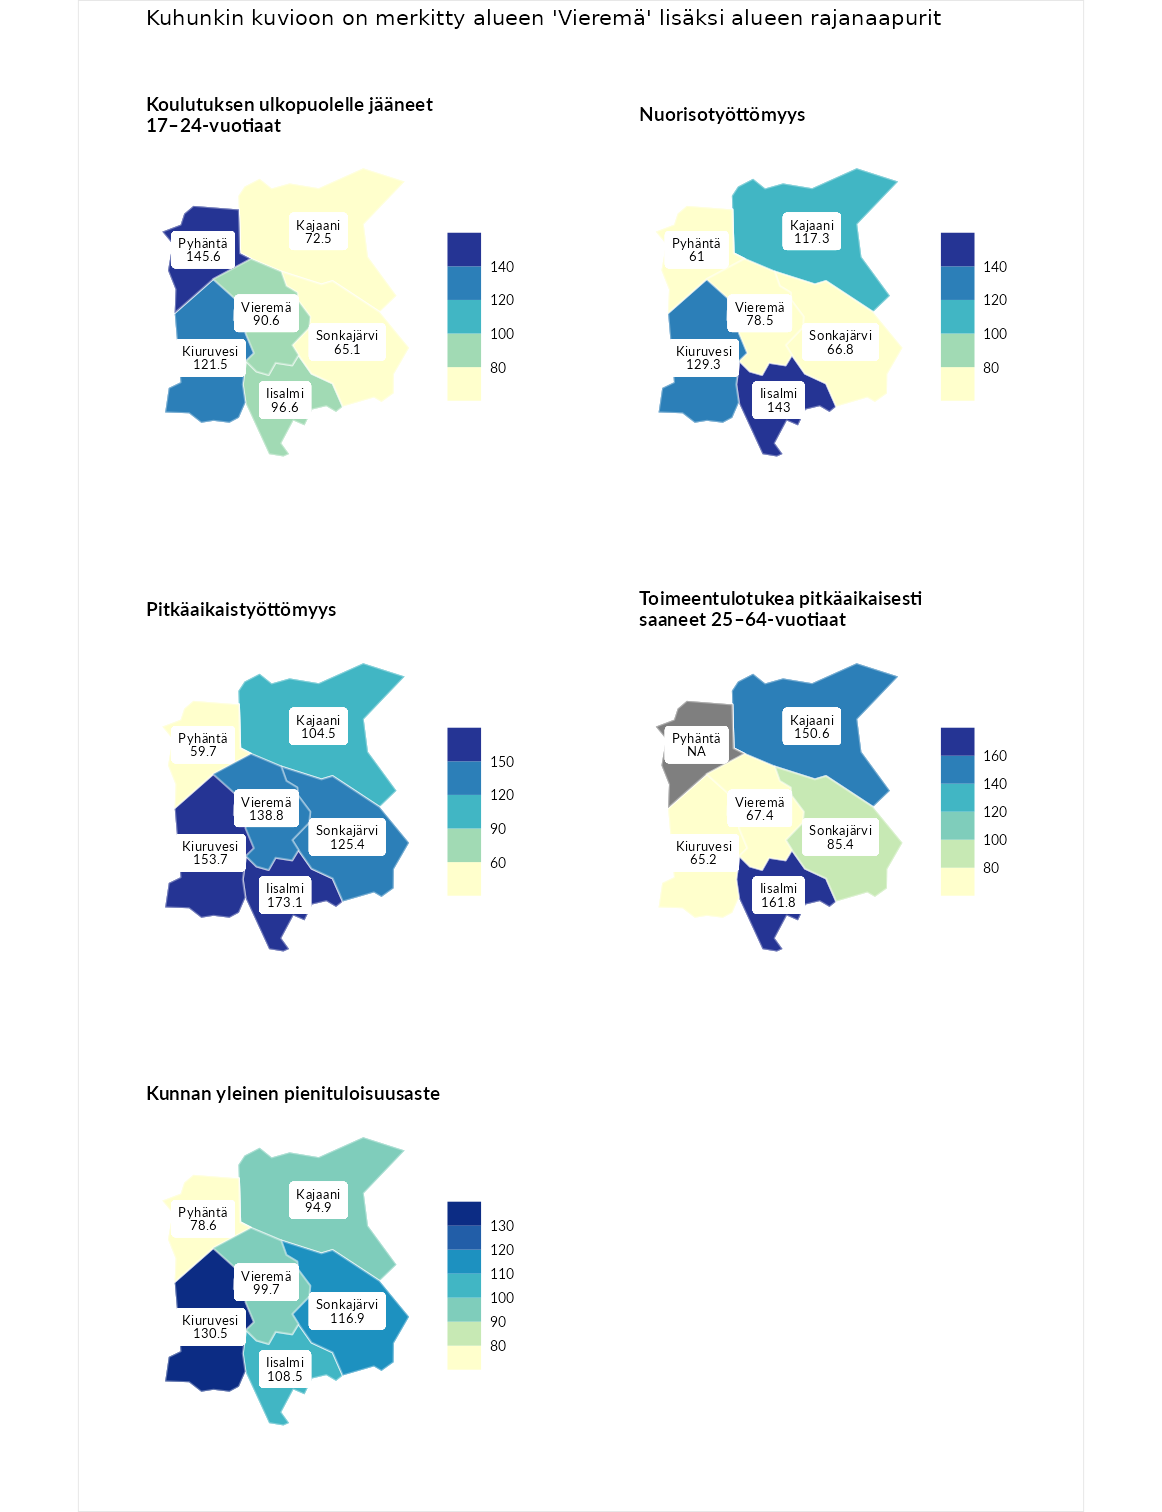 Kuhunkin kuvioon on merkitty alueen 'Vieremä' lisäksi alueen rajanaapurit
Koulutuksen ulkopuolelle jääneet
17–24-vuotiaat
Kajaani
72.5
Pyhäntä
145.6
Vieremä
90.6
Sonkajärvi
65.1
Kiuruvesi
121.5
Iisalmi
96.6
140
120
100
80
Nuorisotyöttömyys
Kajaani
117.3
Pyhäntä
61
Vieremä
78.5
Sonkajärvi
66.8
Kiuruvesi
129.3
Iisalmi
143
140
120
100
80
Pitkäaikaistyöttömyys
Kajaani
104.5
Pyhäntä
59.7
Vieremä
138.8
Sonkajärvi
125.4
Kiuruvesi
153.7
Iisalmi
173.1
150
120
90
60
Toimeentulotukea pitkäaikaisesti
saaneet 25–64-vuotiaat
Kajaani
150.6
Pyhäntä
NA
Vieremä
67.4
Sonkajärvi
85.4
Kiuruvesi
65.2
Iisalmi
161.8
160
140
120
100
80
Kunnan yleinen pienituloisuusaste
Kajaani
94.9
Pyhäntä
78.6
Vieremä
99.7
Sonkajärvi
116.9
Kiuruvesi
130.5
Iisalmi
108.5
130
120
110
100
90
80